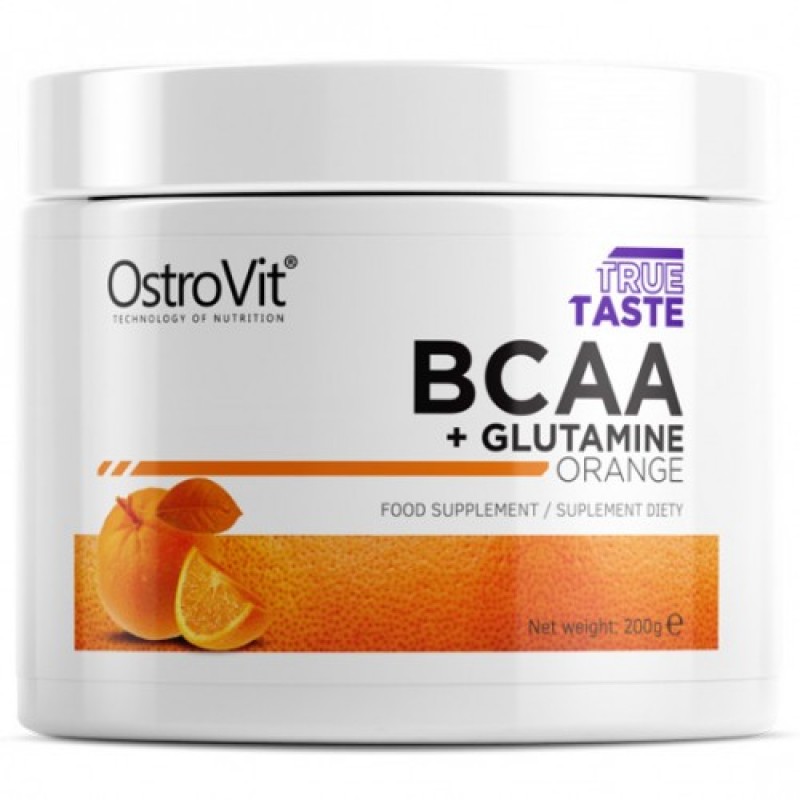 OstroVit®
TECHNOLOGY OF NUTRITION
TRUE
TASTE
BCAA
+ GLUTAMINE
ORANGE
FOOD SUPPLEMENT / SUPLEMENT DIETY
Net weight: 200g ℮